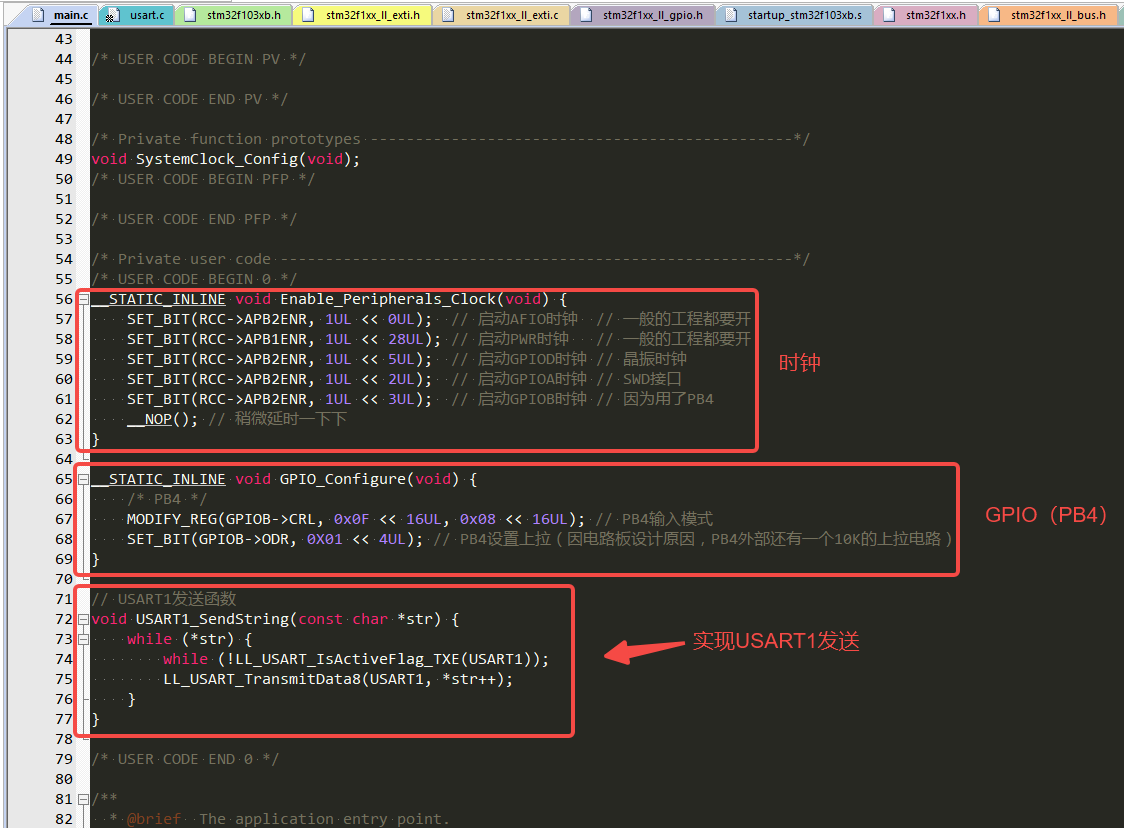 main.c usart.c stm32f103xb.h stm32f1xx_ll_exti.h stm32f1xx_ll_exti.c stm32f1xx_ll_gpio.h startup_stm32f103xb.s stm32f1xx.h stm32f1xx_ll_bus.h
43
44 /* USER CODE BEGIN PV */
45
46 /* USER CODE END PV */
47
48 /* Private function prototypes -----------------------------------------------*/
49 void SystemClock_Config(void);
50 /* USER CODE BEGIN PFP */
51
52 /* USER CODE END PFP */
53
54 /* Private user code ---------------------------------------------------------*/
55 /* USER CODE BEGIN 0 */
56 __STATIC_INLINE void Enable_Peripherals_Clock(void) {
57     SET_BIT(RCC->APB2ENR, 1UL << 0UL);  // 启动AFIO时钟  // 一般的工程都要开
58     SET_BIT(RCC->APB1ENR, 1UL << 28UL); // 启动PWR时钟   // 一般的工程都要开
59     SET_BIT(RCC->APB2ENR, 1UL << 5UL);  // 启动GPIOD时钟 // 晶振时钟
时钟
60     SET_BIT(RCC->APB2ENR, 1UL << 2UL);  // 启动GPIOA时钟 // SWD接口
61     SET_BIT(RCC->APB2ENR, 1UL << 3UL);  // 启动GPIOB时钟 // 因为用了PB4
62     __NOP(); // 稍微延时一下下
63 }
64
65 __STATIC_INLINE void GPIO_Configure(void) {
66     /* PB4 */
67     MODIFY_REG(GPIOB->CRL, 0x0F << 16UL, 0x08 << 16UL); // PB4输入模式
GPIO（PB4）
68     SET_BIT(GPIOB->ODR, 0X01 << 4UL); // PB4设置上拉（因电路板设计原因，PB4外部还有一个10K的上拉电路）
69 }
70
71 // USART1发送函数
72 void USART1_SendString(const char *str) {
73     while (*str) {
实现USART1发送
74         while (!LL_USART_IsActiveFlag_TXE(USART1));
75         LL_USART_TransmitData8(USART1, *str++);
76     }
77 }
78
79 /* USER CODE END 0 */
80
81 /**
82   * @brief  The application entry point.